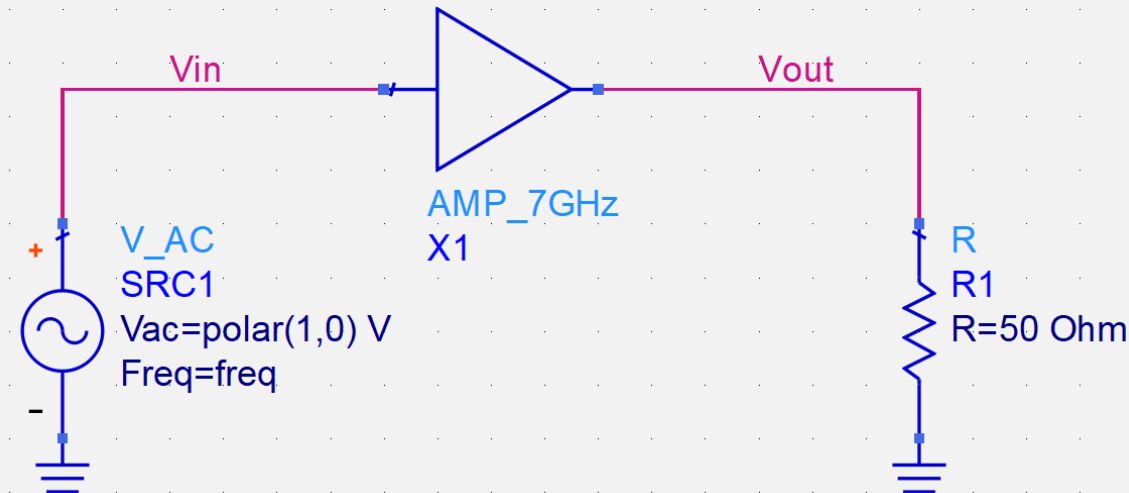 Vin
Vout
AMP_7GHz
X1
+
V_AC
SRC1
Vac=polar(1,0) V
Freq=freq
-
R
R1
R=50 Ohm